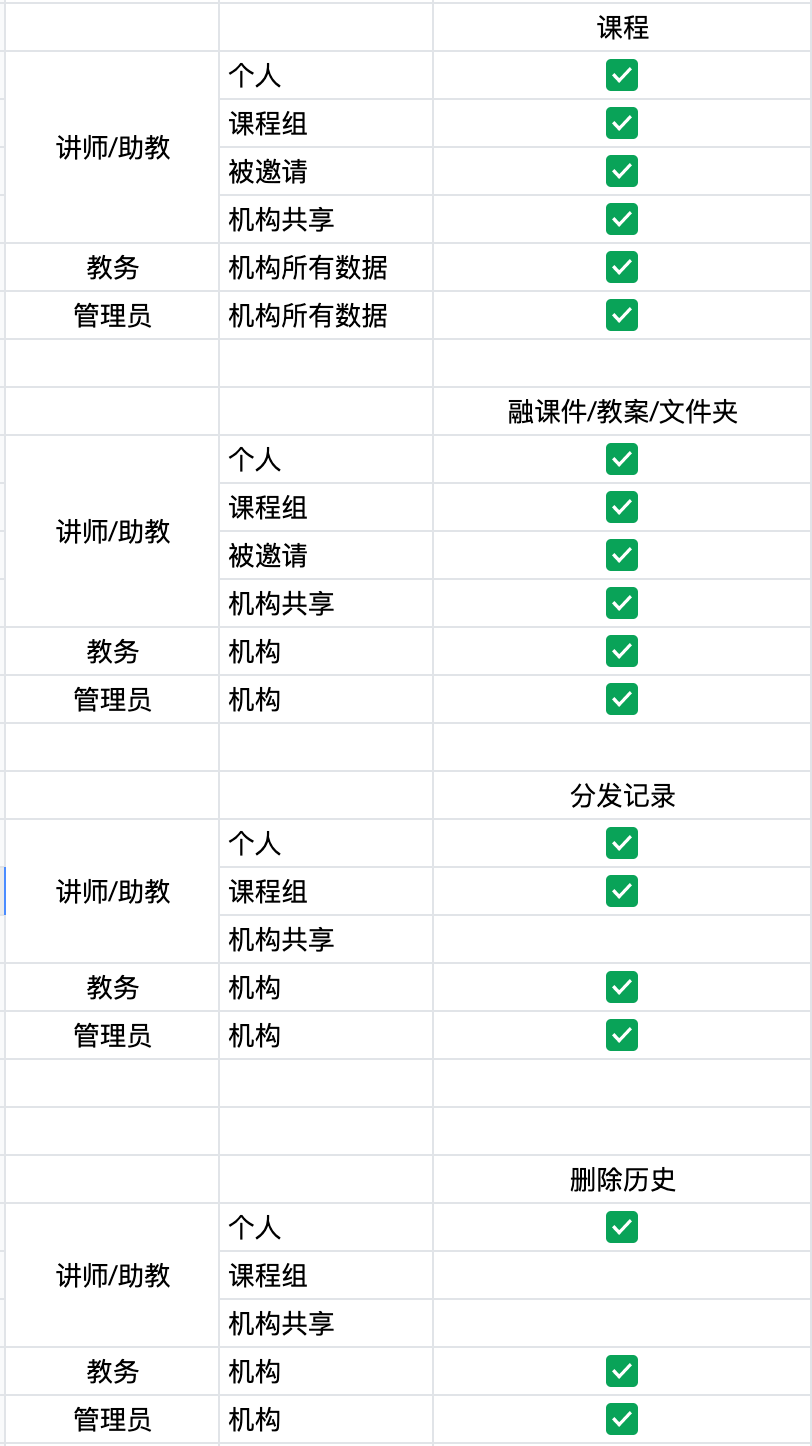 课程
个人
课程组
讲师/助教
被邀请
机构共享
教务 机构所有数据
管理员 机构所有数据
融课件/教案/文件夹
个人
课程组
讲师/助教
被邀请
机构共享
教务 机构
管理员 机构
分发记录
个人
讲师/助教 课程组
机构共享
教务 机构
管理员 机构
删除历史
个人
讲师/助教 课程组
机构共享
教务 机构
管理员 机构